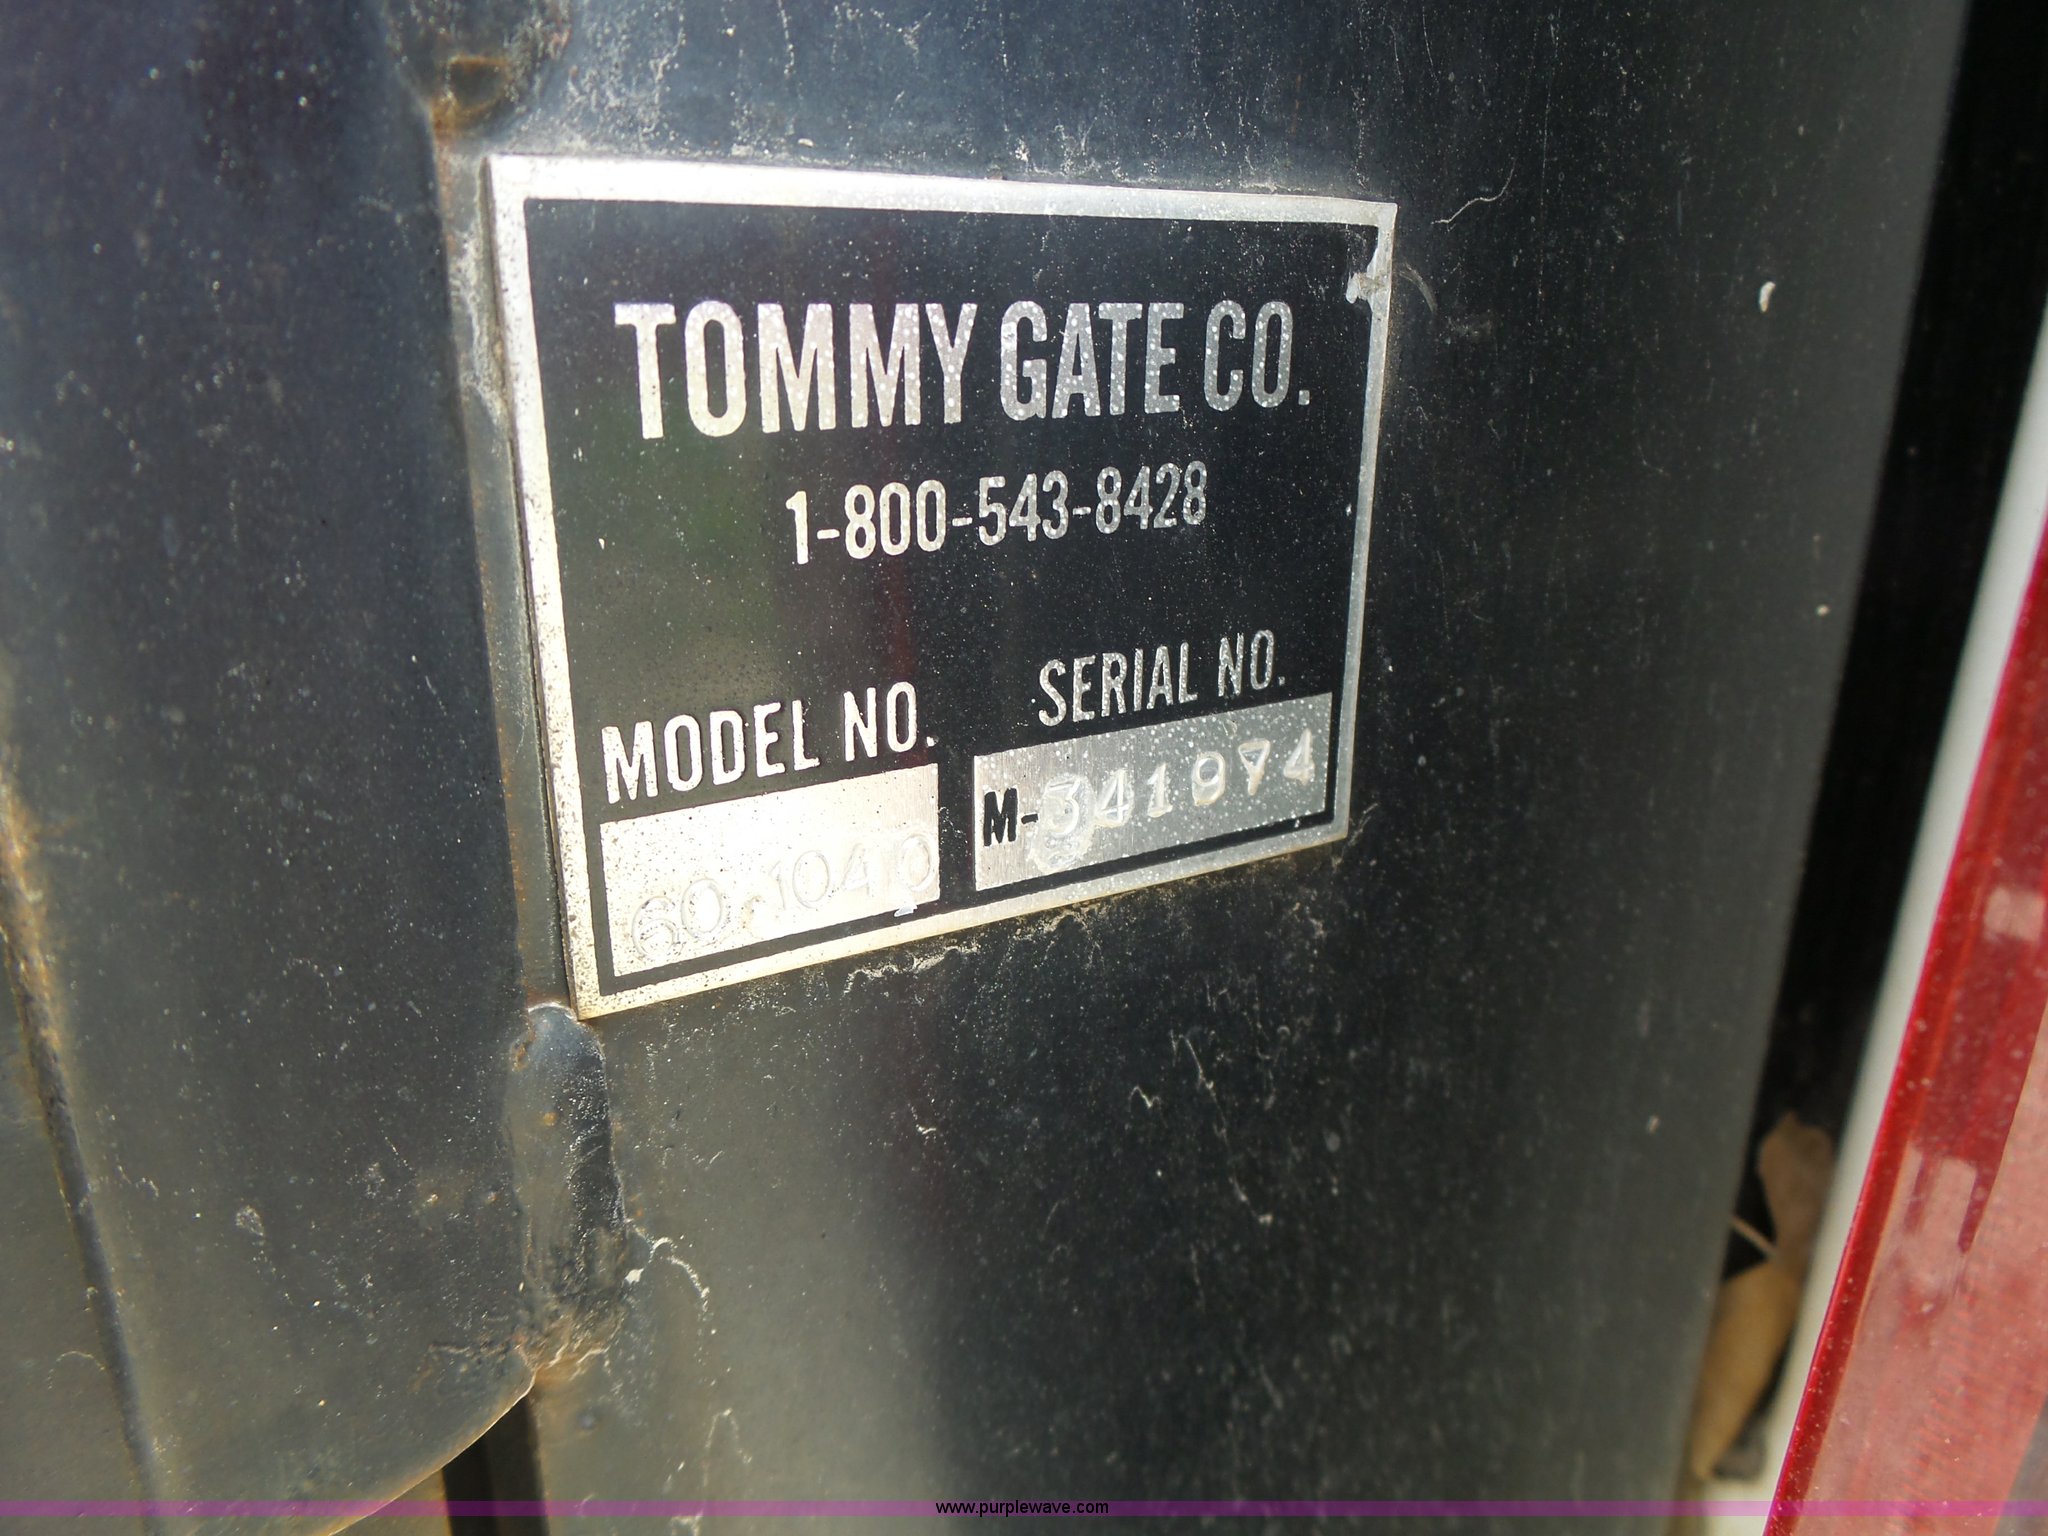 TOMMY GATE CO.
1-800-543-8428
MODEL NO.
SERIAL NO.
60-1040
M-341974
www.purplewave.com